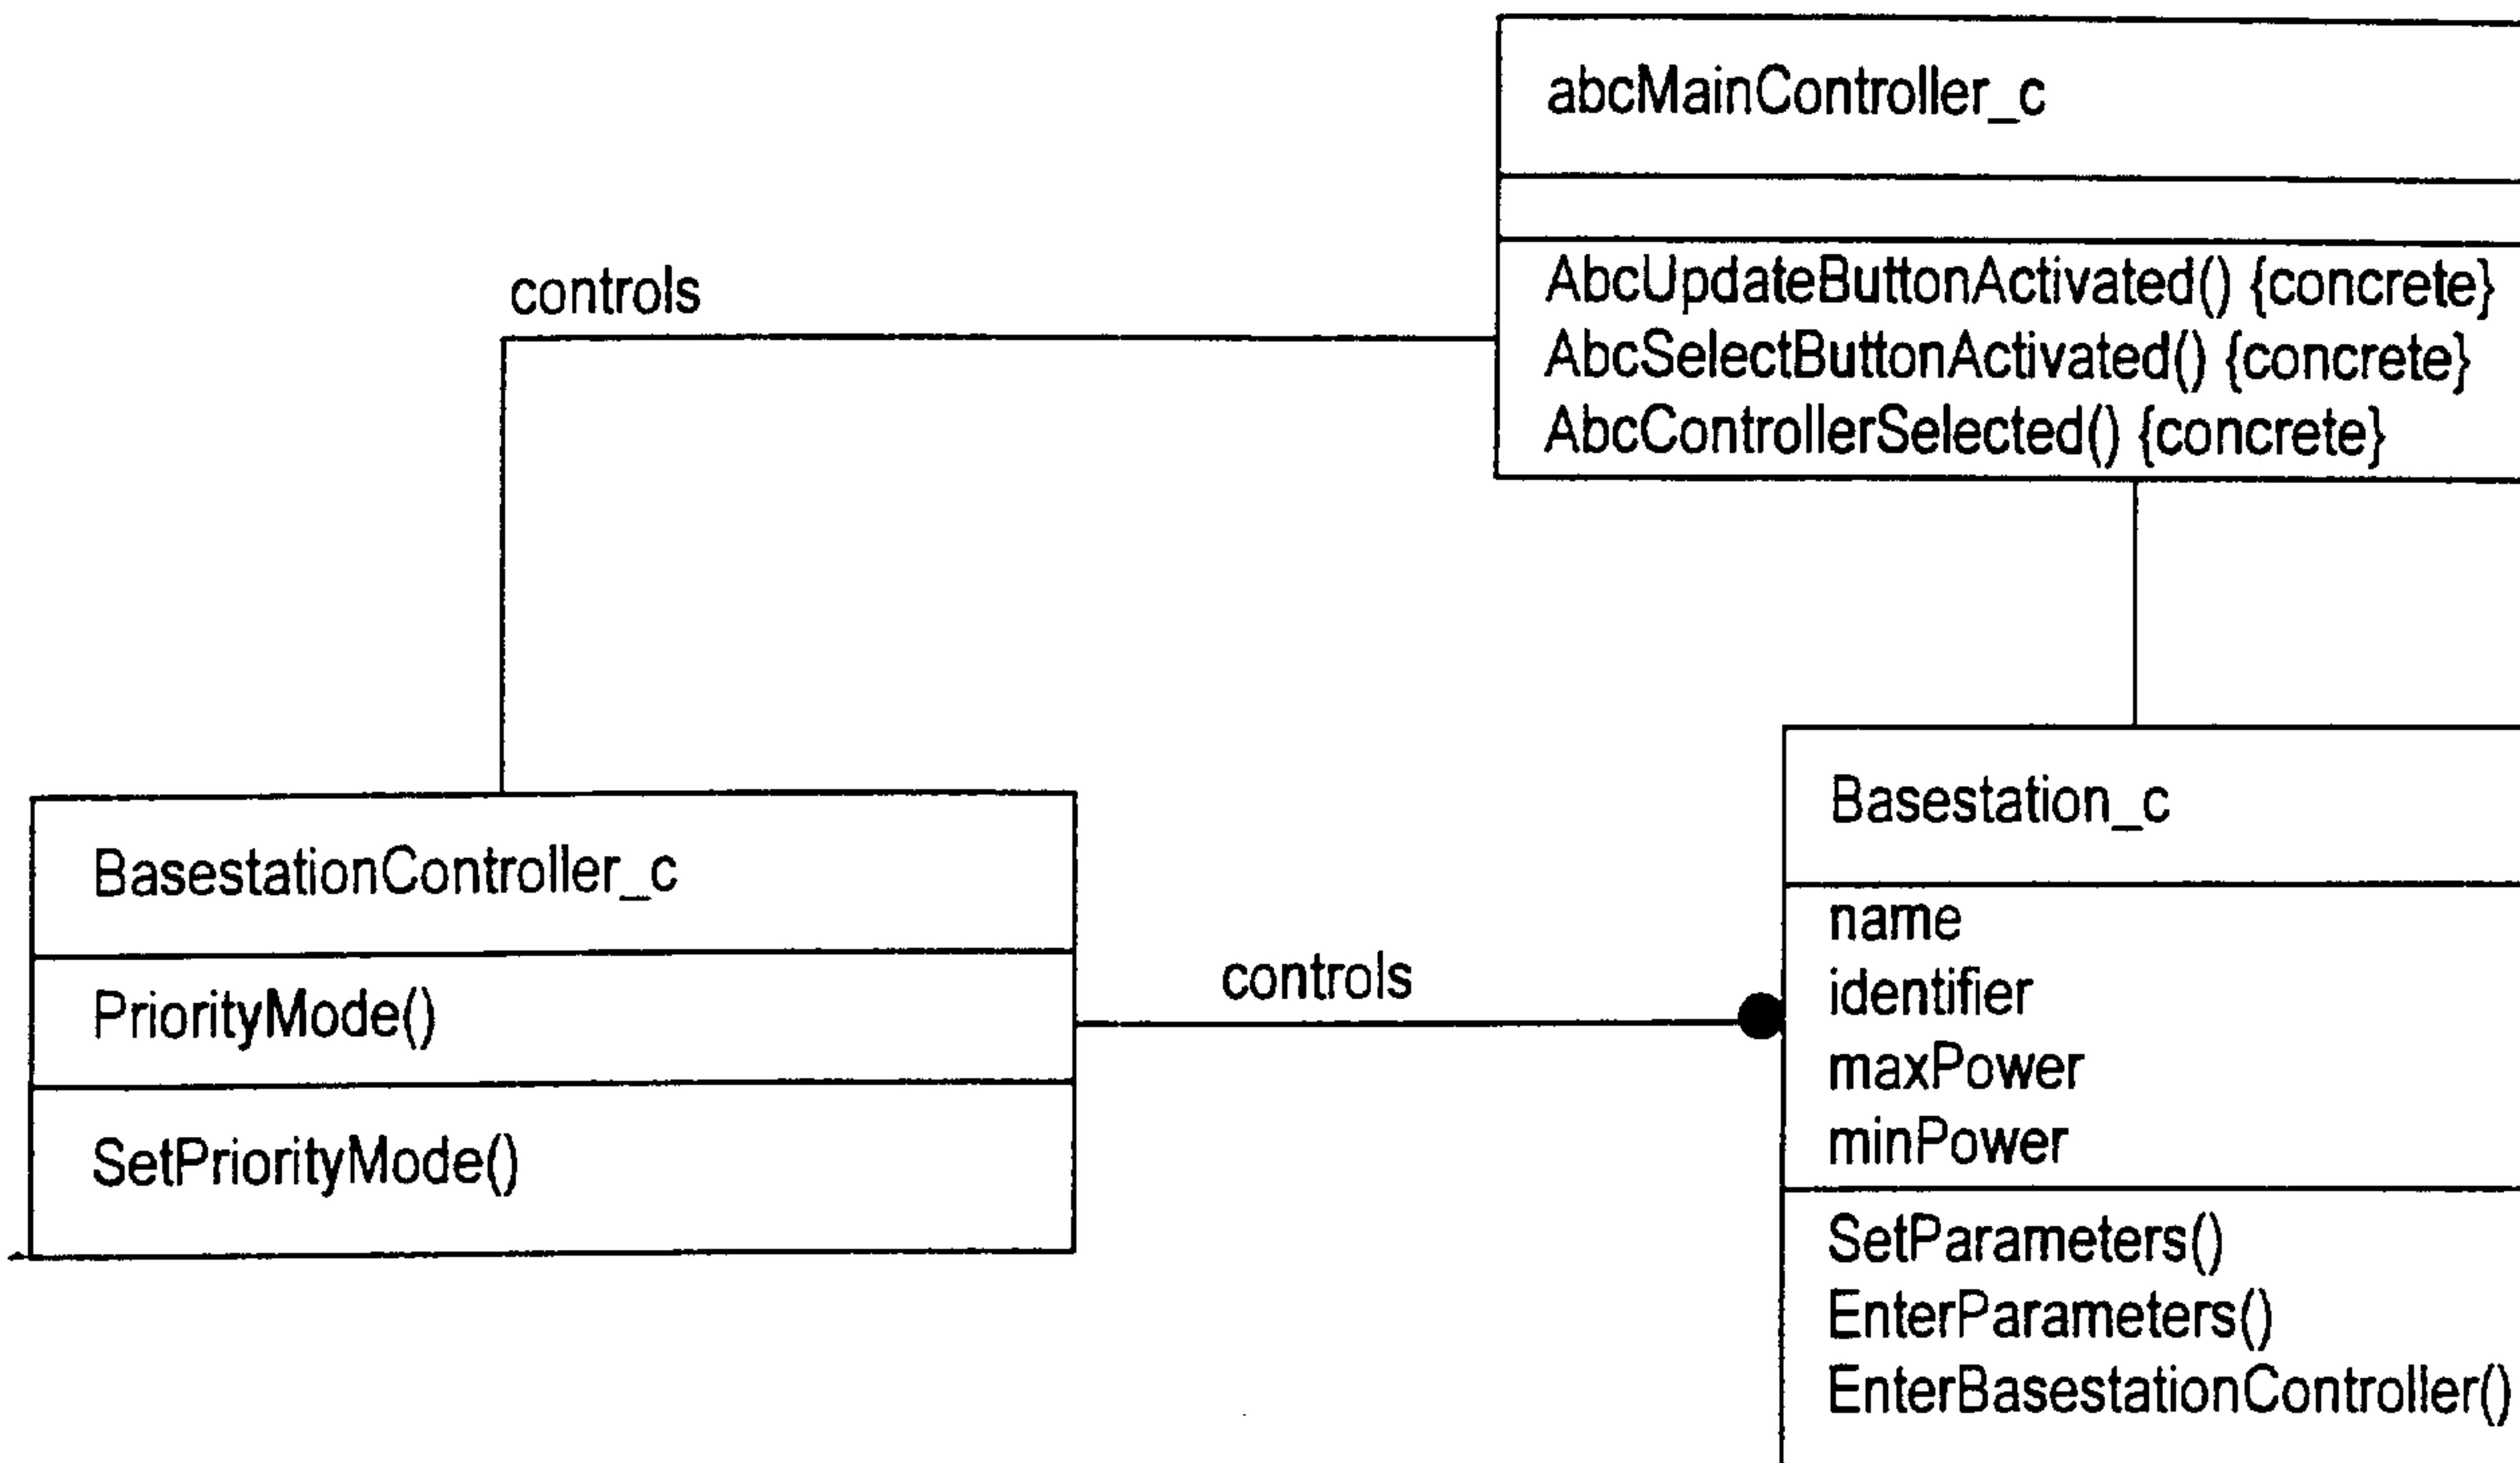 abcMainController_c
AbcUpdateButtonActivated() {concrete}
AbcSelectButtonActivated() {concrete}
AbcControllerSelected() {concrete}
controls
BasestationController_c
PriorityMode()
SetPriorityMode()
controls
Basestation_c
name
identifier
maxPower
minPower
SetParameters()
EnterParameters()
EnterBasestationController()